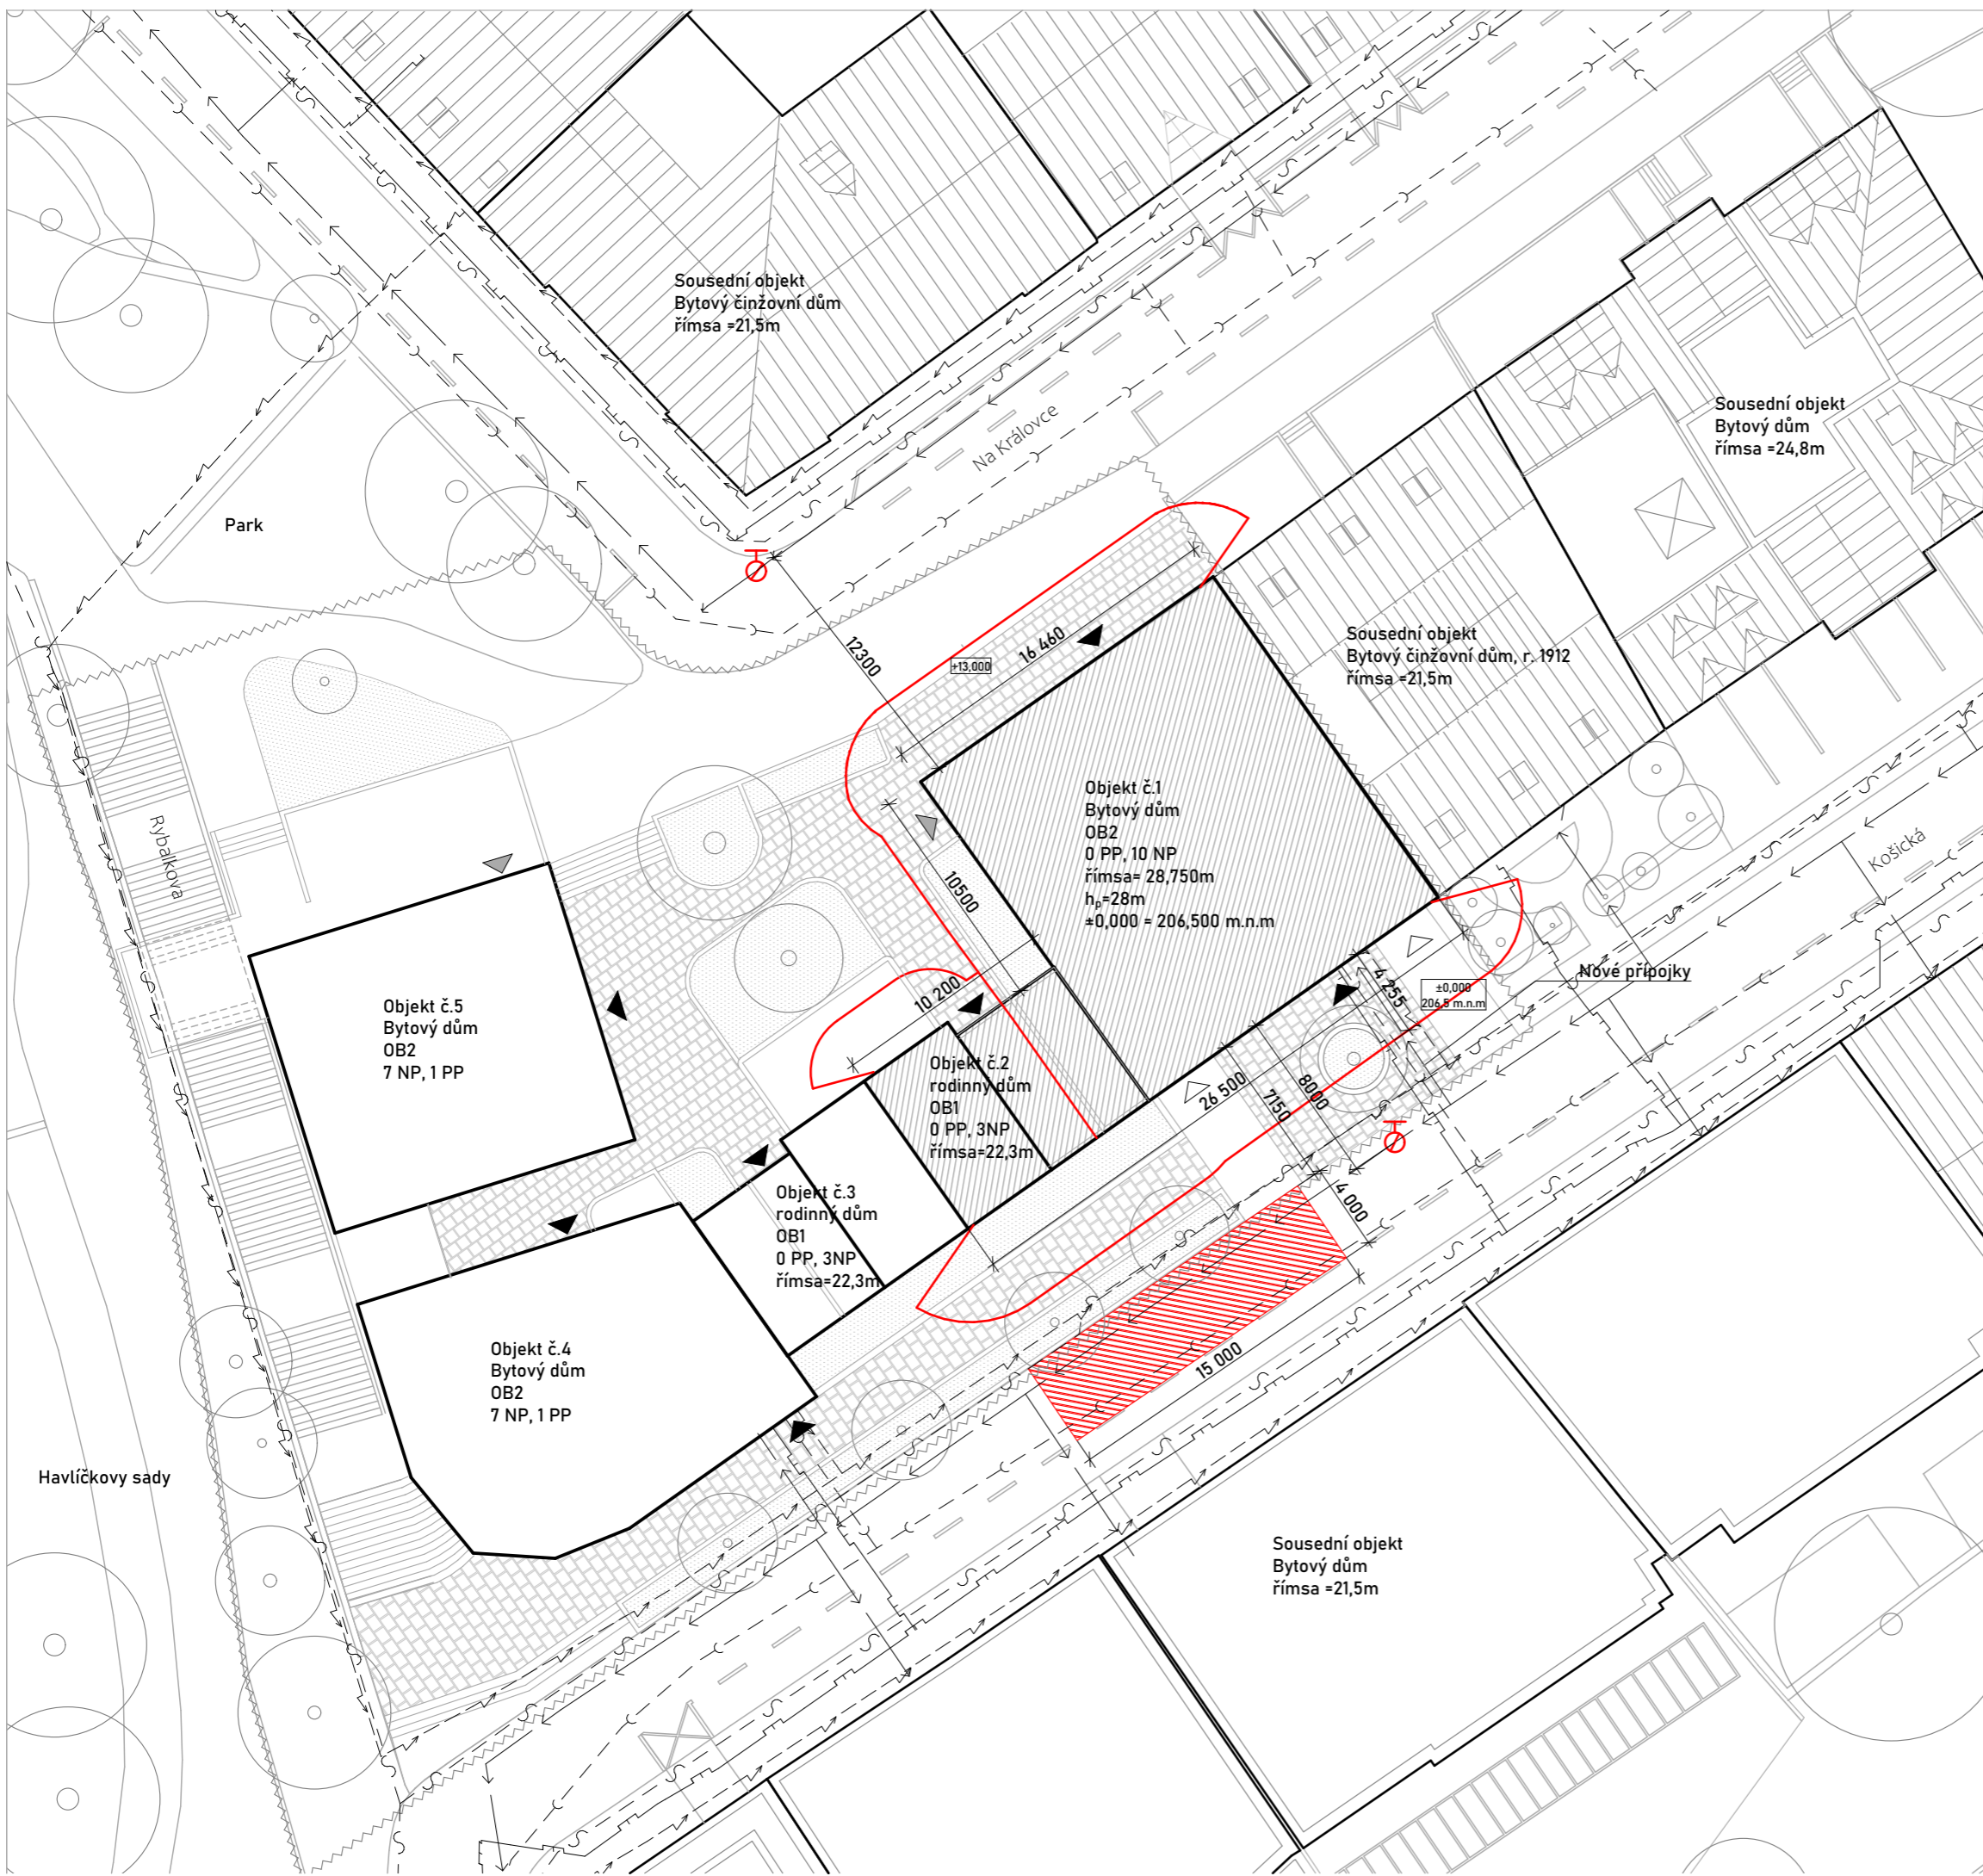 Sousední objekt
Bytový činžovní dům
římsa =21,5m
Na Královce
Sousední objekt
Bytový dům
římsa =24,8m
Park
Sousední objekt
Bytový činžovní dům, r. 1912
římsa =21,5m
12300
16 460
+13,000
Rybalkova
Objekt č.1
Bytový dům
OB2
0 PP, 10 NP
římsa= 28,750m
hp=28m
±0,000 = 206,500 m.n.m
Košická
10500
Nové přípojky
±0,000
206,5 m.n.m
4 255
10 200
Objekt č.5
Bytový dům
OB2
7 NP, 1 PP
Objekt č.2
rodinný dům
OB1
0 PP, 3NP
římsa=22,3m
26 500
7150
8000
4 000
Objekt č.3
rodinný dům
OB1
0 PP, 3NP
římsa=22,3m
Objekt č.4
Bytový dům
OB2
7 NP, 1 PP
15 000
Havlíčkovy sady
Sousední objekt
Bytový dům
římsa =21,5m